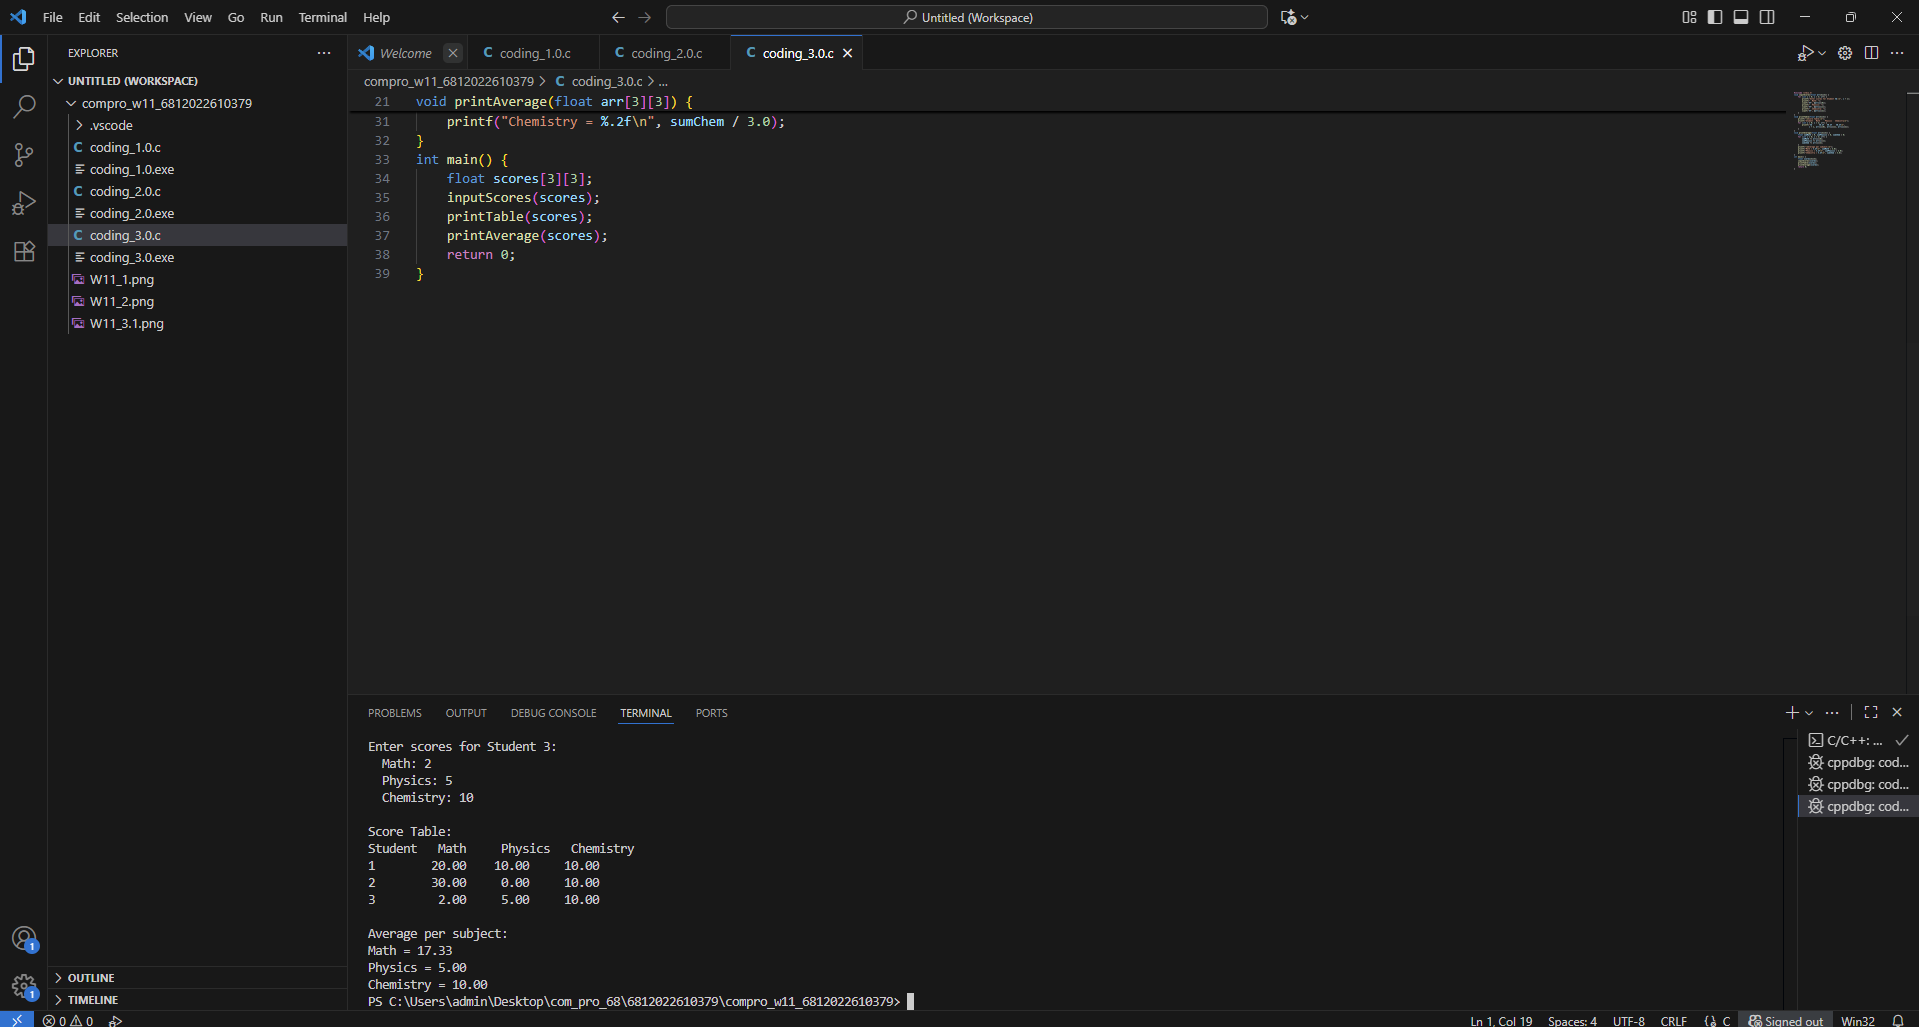 File Edit Selection View Go Run Terminal Help
Untitled (Workspace)
EXPLORER
UNTITLED (WORKSPACE)
compro_w11_6812022610379
.vscode
coding_1.0.c
coding_1.0.exe
coding_2.0.c
coding_2.0.exe
coding_3.0.c
coding_3.0.exe
W11_1.png
W11_2.png
W11_3.1.png
OUTLINE
TIMELINE
Welcome C coding_1.0.c C coding_2.0.c C coding_3.0.c
compro_w11_6812022610379 > C coding_3.0.c > ...
21 void printAverage(float arr[3][3]) {
31 printf("Chemistry = %.2f\n", sumChem / 3.0);
32 }
33 int main() {
34 float scores[3][3];
35 inputScores(scores);
36 printTable(scores);
37 printAverage(scores);
38 return 0;
39 }
PROBLEMS OUTPUT DEBUG CONSOLE TERMINAL PORTS
Enter scores for Student 3:
Math: 2
Physics: 5
Chemistry: 10
Score Table:
Student Math Physics Chemistry
1 20.00 10.00 10.00
2 30.00 0.00 10.00
3 2.00 5.00 10.00
Average per subject:
Math = 17.33
Physics = 5.00
Chemistry = 10.00
PS C:\Users\admin\Desktop\com_pro_68\6812022610379\compro_w11_6812022610379>
C/C++: ...
cppdbg: cod...
cppdbg: cod...
cppdbg: cod...
1
1
0 0 Ln 1, Col 19 Spaces: 4 UTF-8 CRLF {} C Signed out Win32